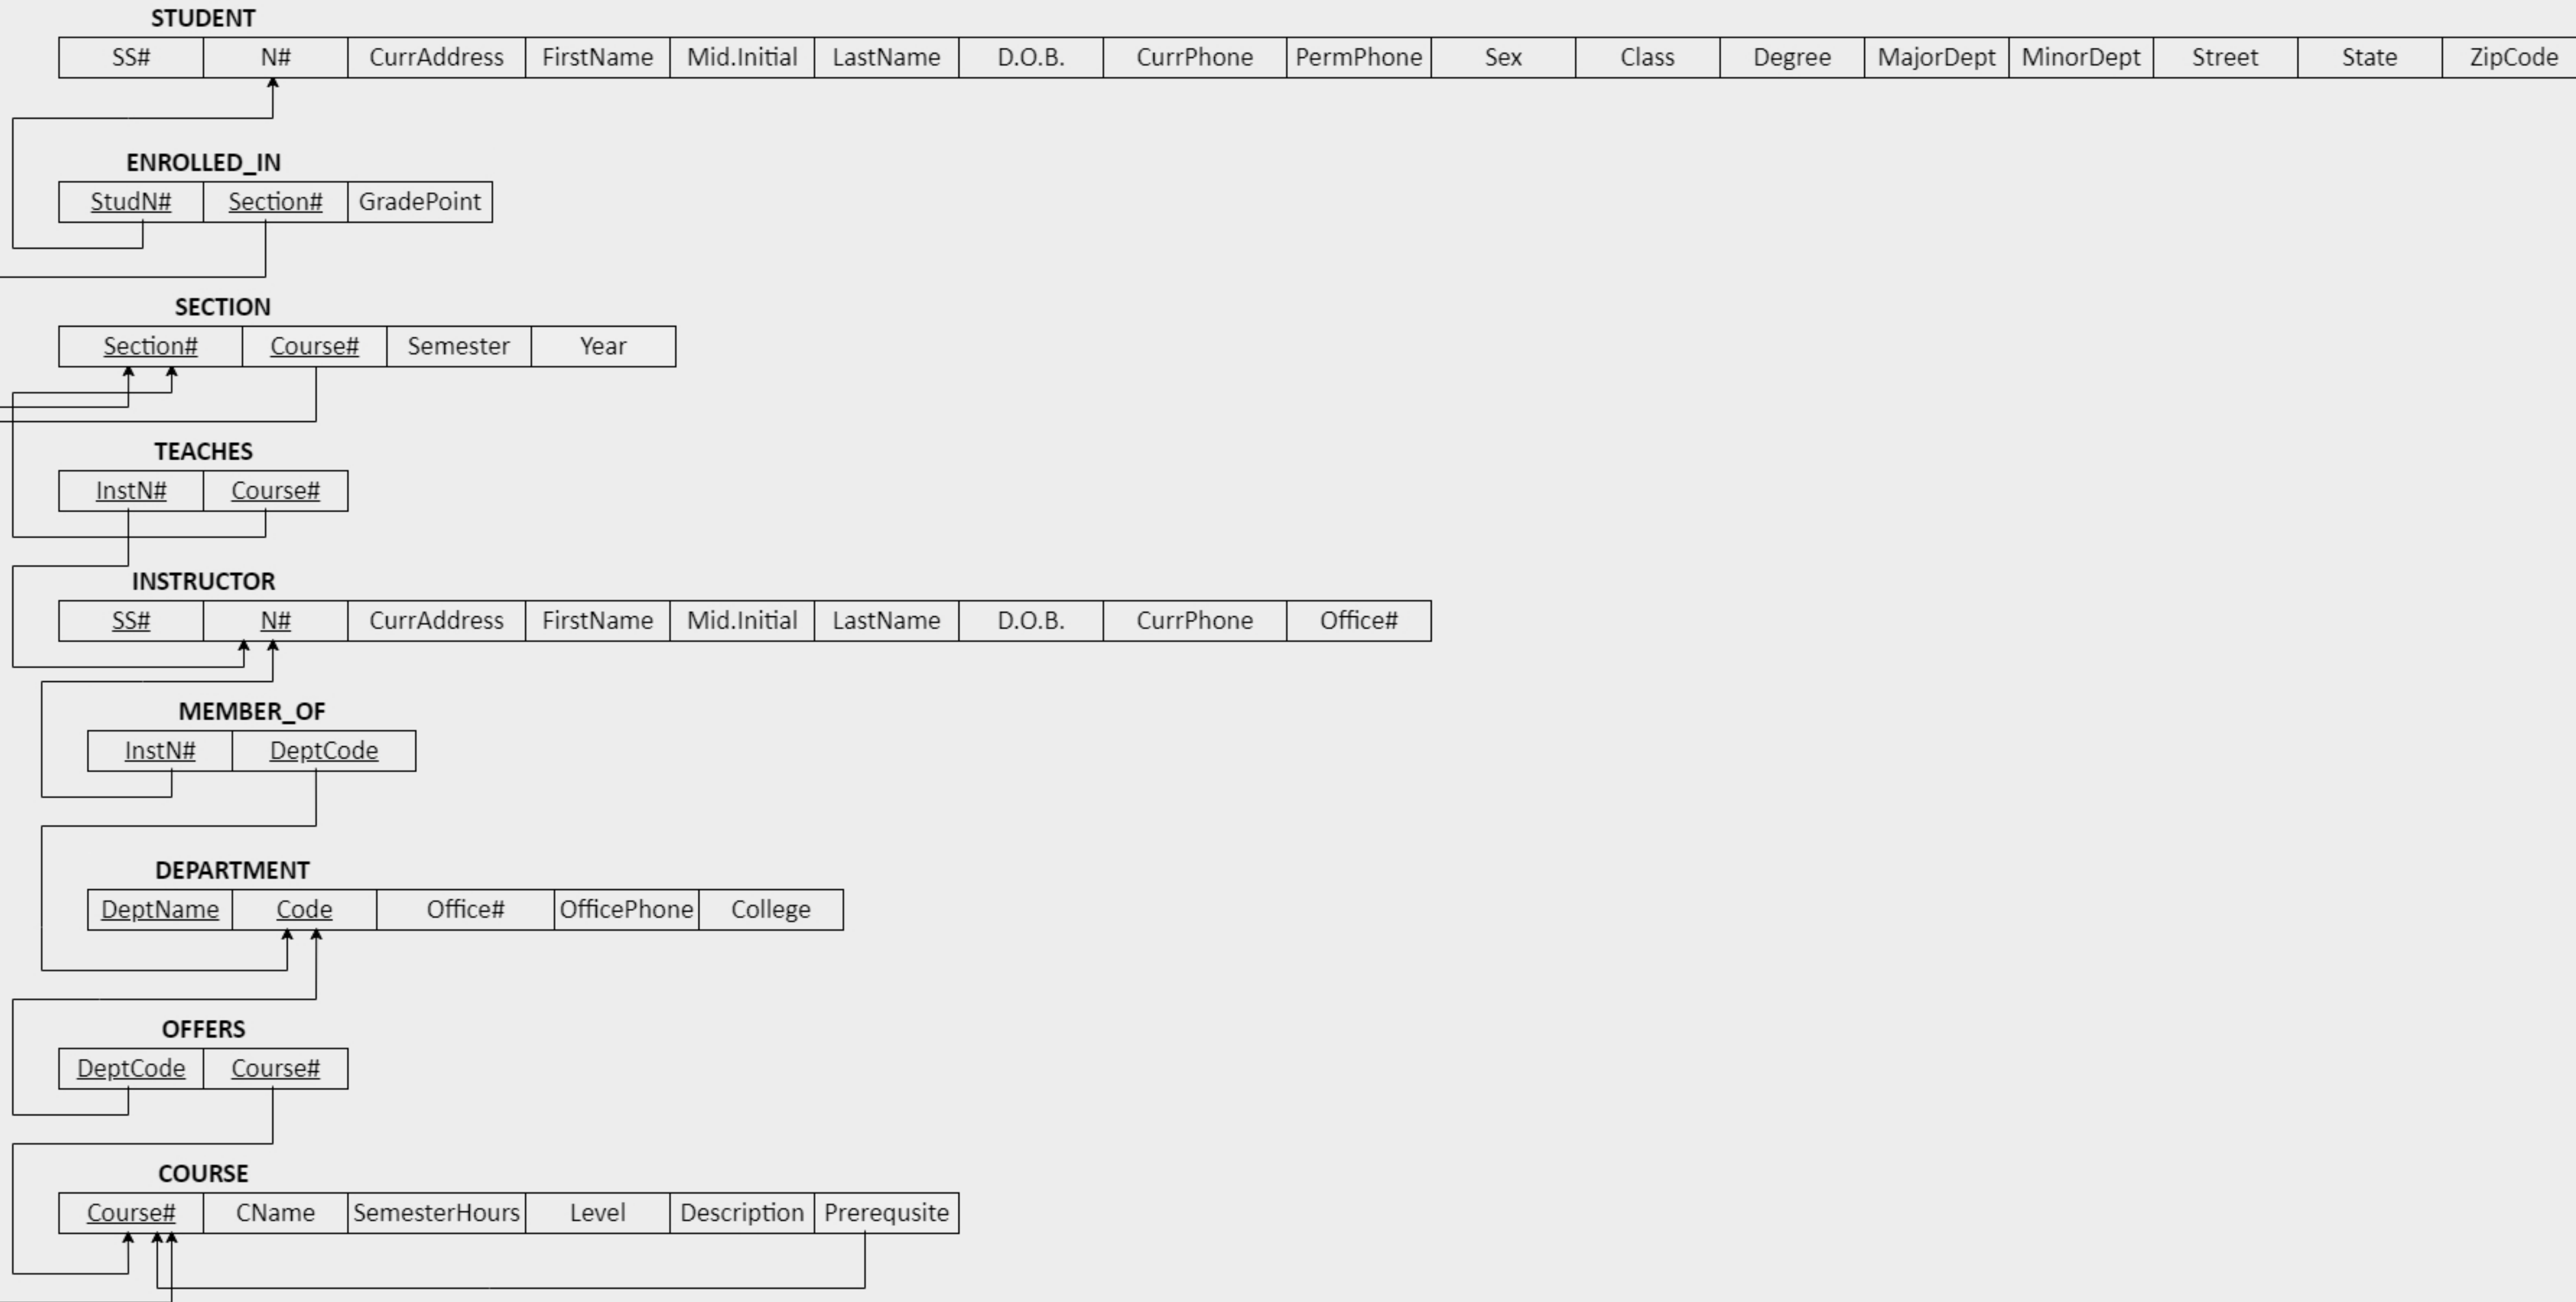 STUDENT
SS# N# CurrAddress FirstName Mid.Initial LastName D.O.B. CurrPhone PermPhone Sex Class Degree MajorDept MinorDept Street State ZipCode
ENROLLED_IN
StudN# Section# GradePoint
SECTION
Section# Course# Semester Year
TEACHES
InstN# Course#
INSTRUCTOR
SS# N# CurrAddress FirstName Mid.Initial LastName D.O.B. CurrPhone Office#
MEMBER_OF
InstN# DeptCode
DEPARTMENT
DeptName Code Office# OfficePhone College
OFFERS
DeptCode Course#
COURSE
Course# CName SemesterHours Level Description Prerequsite